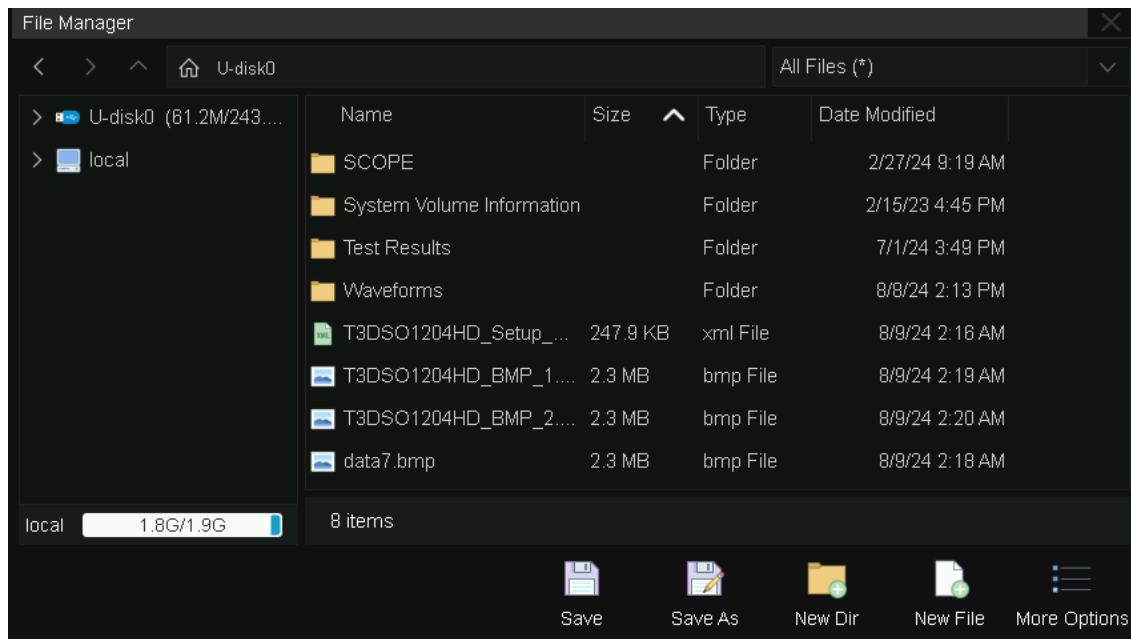 File Manager
U-disk0 All Files (*)
U-disk0 (61.2M/243....
local
Name Size Type Date Modified
SCOPE Folder 2/27/24 9:19 AM
System Volume Information Folder 2/15/23 4:45 PM
Test Results Folder 7/1/24 3:49 PM
Waveforms Folder 8/8/24 2:13 PM
T3DSO1204HD_Setup_... 247.9 KB xml File 8/9/24 2:16 AM
T3DSO1204HD_BMP_1.... 2.3 MB bmp File 8/9/24 2:19 AM
T3DSO1204HD_BMP_2.... 2.3 MB bmp File 8/9/24 2:20 AM
data7.bmp 2.3 MB bmp File 8/9/24 2:18 AM
local 1.8G/1.9G 8 items
Save Save As New Dir New File More Options